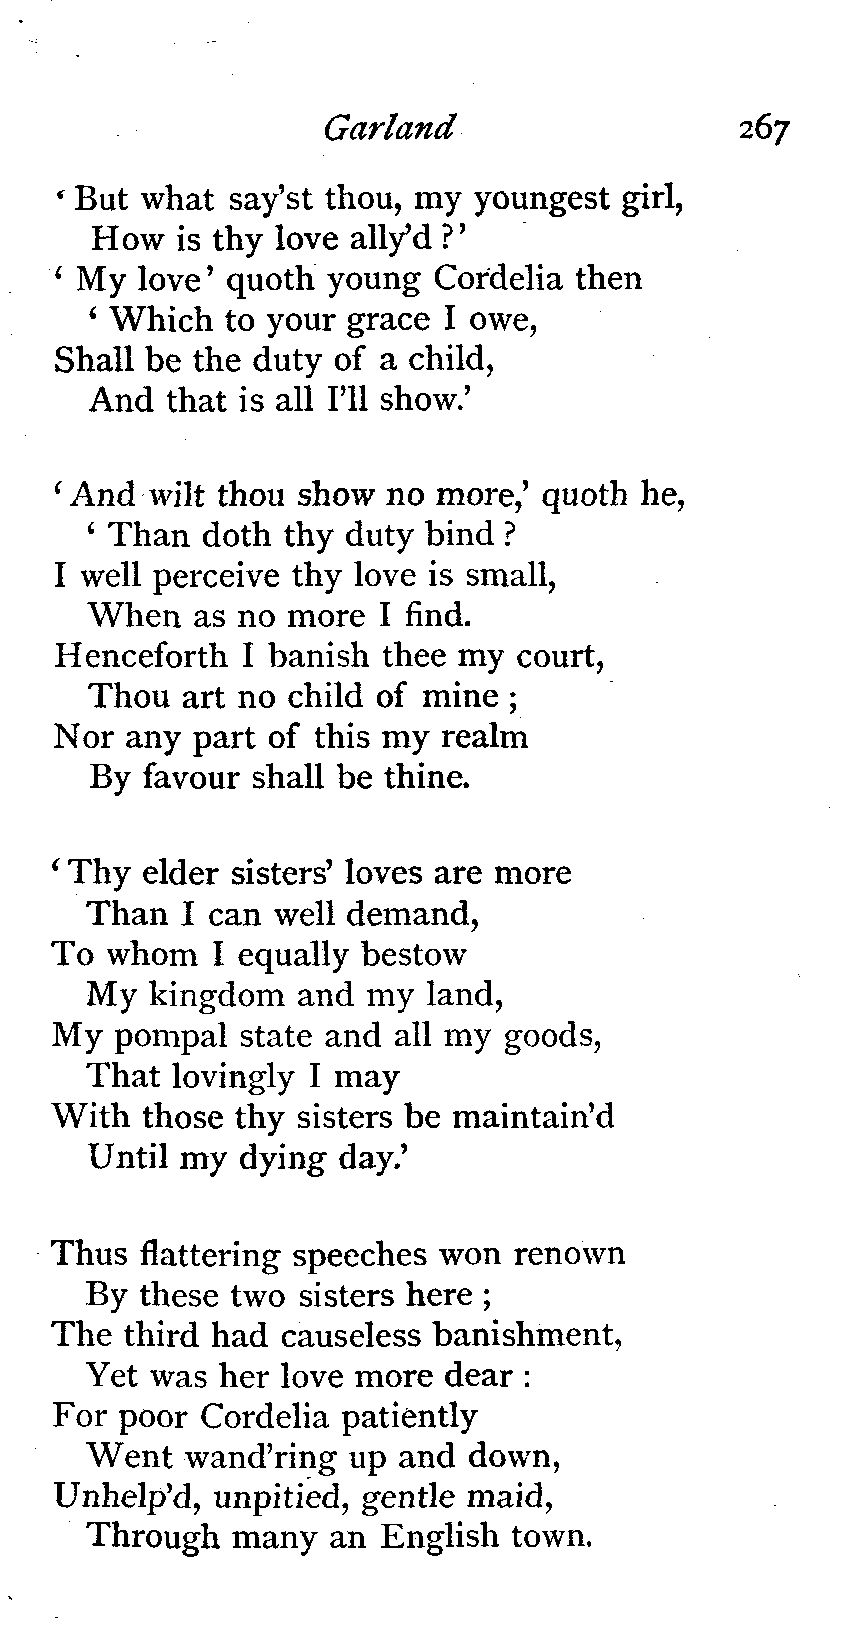 Garland 267
‘ But what say’st thou, my youngest girl,
How is thy love ally’d ?’
‘ My love’ quoth young Cordelia then
‘ Which to your grace I owe,
Shall be the duty of a child,
And that is all I’ll show.’
‘ And wilt thou show no more,’ quoth he,
‘ Than doth thy duty bind ?
I well perceive thy love is small,
When as no more I find.
Henceforth I banish thee my court,
Thou art no child of mine ;
Nor any part of this my realm
By favour shall be thine.
‘ Thy elder sisters’ loves are more
Than I can well demand,
To whom I equally bestow
My kingdom and my land,
My pompal state and all my goods,
That lovingly I may
With those thy sisters be maintain’d
Until my dying day.’
Thus flattering speeches won renown
By these two sisters here ;
The third had causeless banishment,
Yet was her love more dear :
For poor Cordelia patiently
Went wand’ring up and down,
Unhelp’d, unpitied, gentle maid,
Through many an English town.